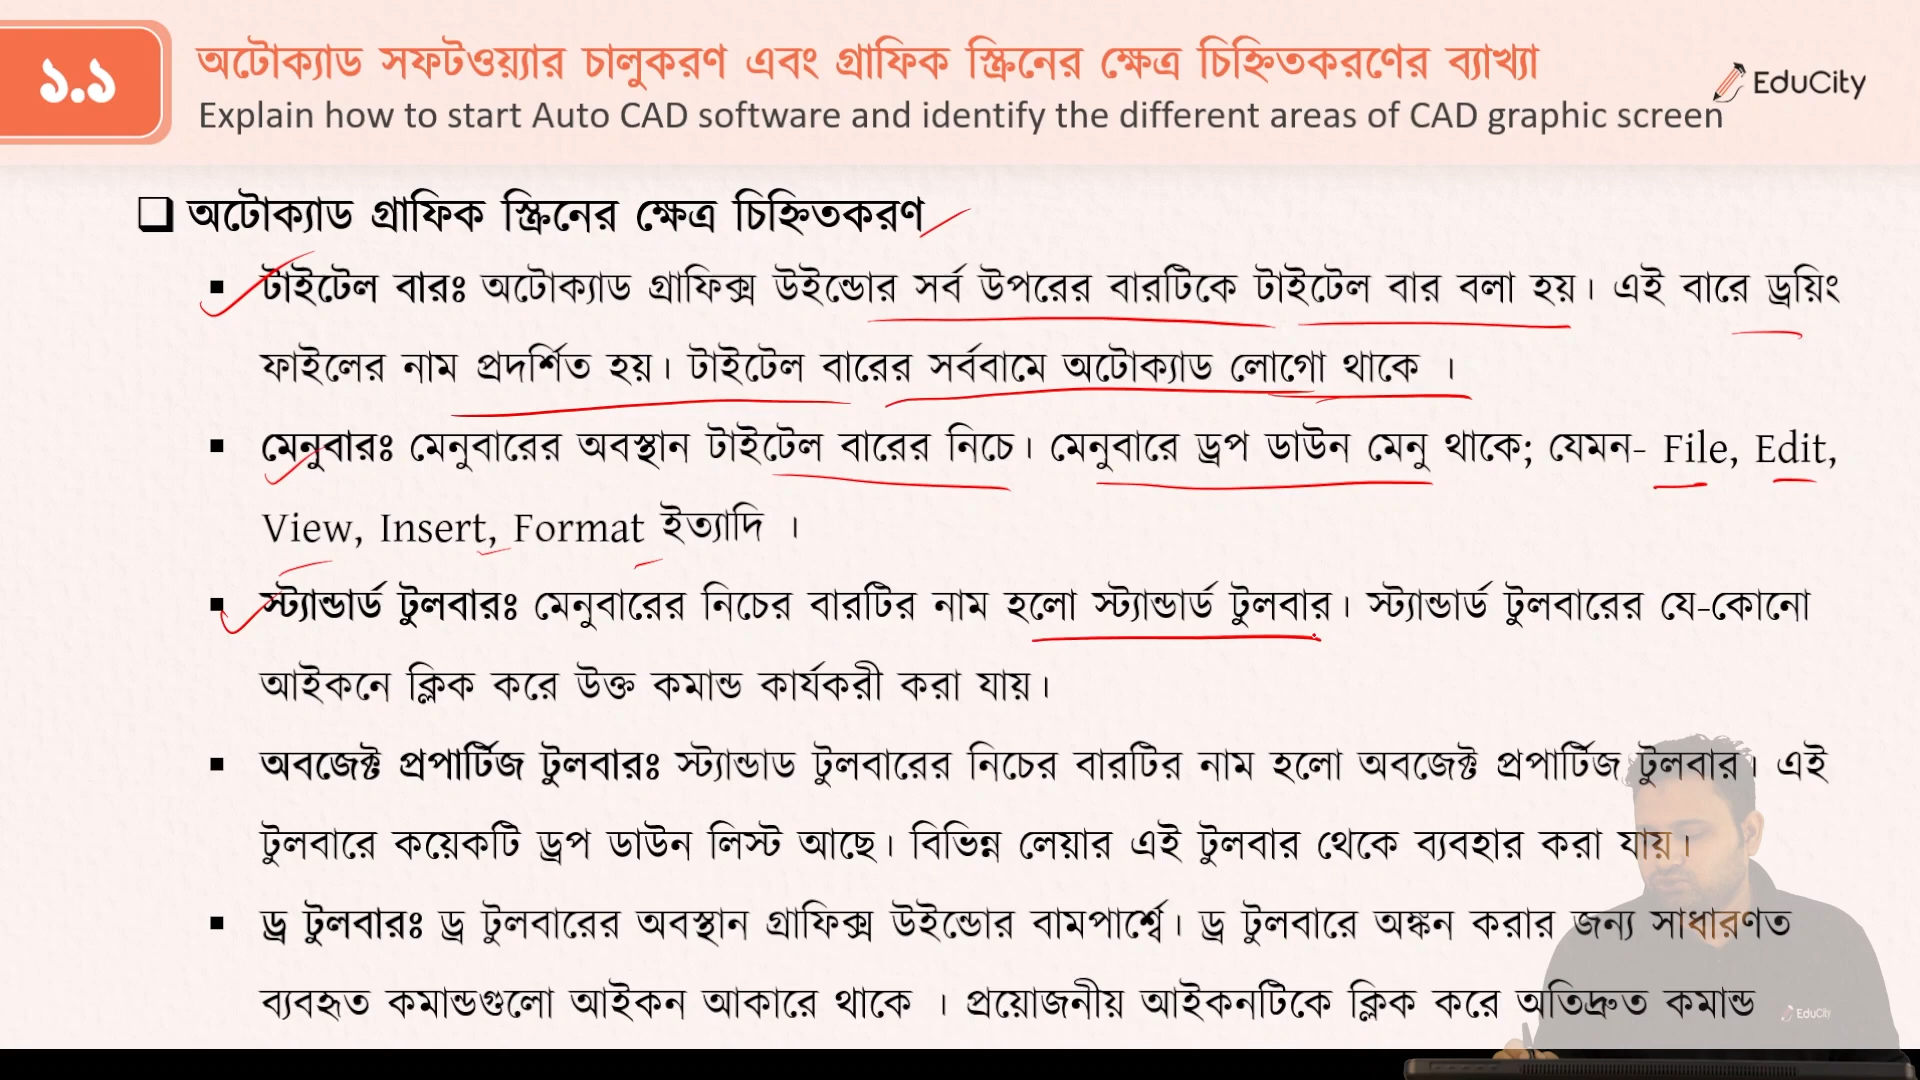 ১.১
অটোক্যাড সফটওয়্যার চালুকরণ এবং গ্রাফিক স্ক্রিনের ক্ষেত্র চিহ্নিতকরণের ব্যাখ্যা
Explain how to start Auto CAD software and identify the different areas of CAD graphic screen
EduCity
অটোক্যাড গ্রাফিক স্ক্রিনের ক্ষেত্র চিহ্নিতকরণ
টাইটেল বারঃ অটোক্যাড গ্রাফিক্স উইন্ডোর সর্ব উপরের বারটিকে টাইটেল বার বলা হয়। এই বারে ড্রয়িং
ফাইলের নাম প্রদর্শিত হয়। টাইটেল বারের সর্ববামে অটোক্যাড লোগো থাকে ।
মেনুবারঃ মেনুবারের অবস্থান টাইটেল বারের নিচে। মেনুবারে ড্রপ ডাউন মেনু থাকে; যেমন- File, Edit,
View, Insert, Format ইত্যাদি ।
স্ট্যান্ডার্ড টুলবারঃ মেনুবারের নিচের বারটির নাম হলো স্ট্যান্ডার্ড টুলবার। স্ট্যান্ডার্ড টুলবারের যে-কোনো
আইকনে ক্লিক করে উক্ত কমান্ড কার্যকরী করা যায়।
অবজেক্ট প্রপার্টিজ টুলবারঃ স্ট্যান্ডাড টুলবারের নিচের বারটির নাম হলো অবজেক্ট প্রপার্টিজ টুলবার। এই
টুলবারে কয়েকটি ড্রপ ডাউন লিস্ট আছে। বিভিন্ন লেয়ার এই টুলবার থেকে ব্যবহার করা যায়।
ড্র টুলবারঃ ড্র টুলবারের অবস্থান গ্রাফিক্স উইন্ডোর বামপার্শ্বে। ড্র টুলবারে অঙ্কন করার জন্য সাধারণত
ব্যবহৃত কমান্ডগুলো আইকন আকারে থাকে । প্রয়োজনীয় আইকনটিকে ক্লিক করে অতিদ্রুত কমান্ড
EduCity